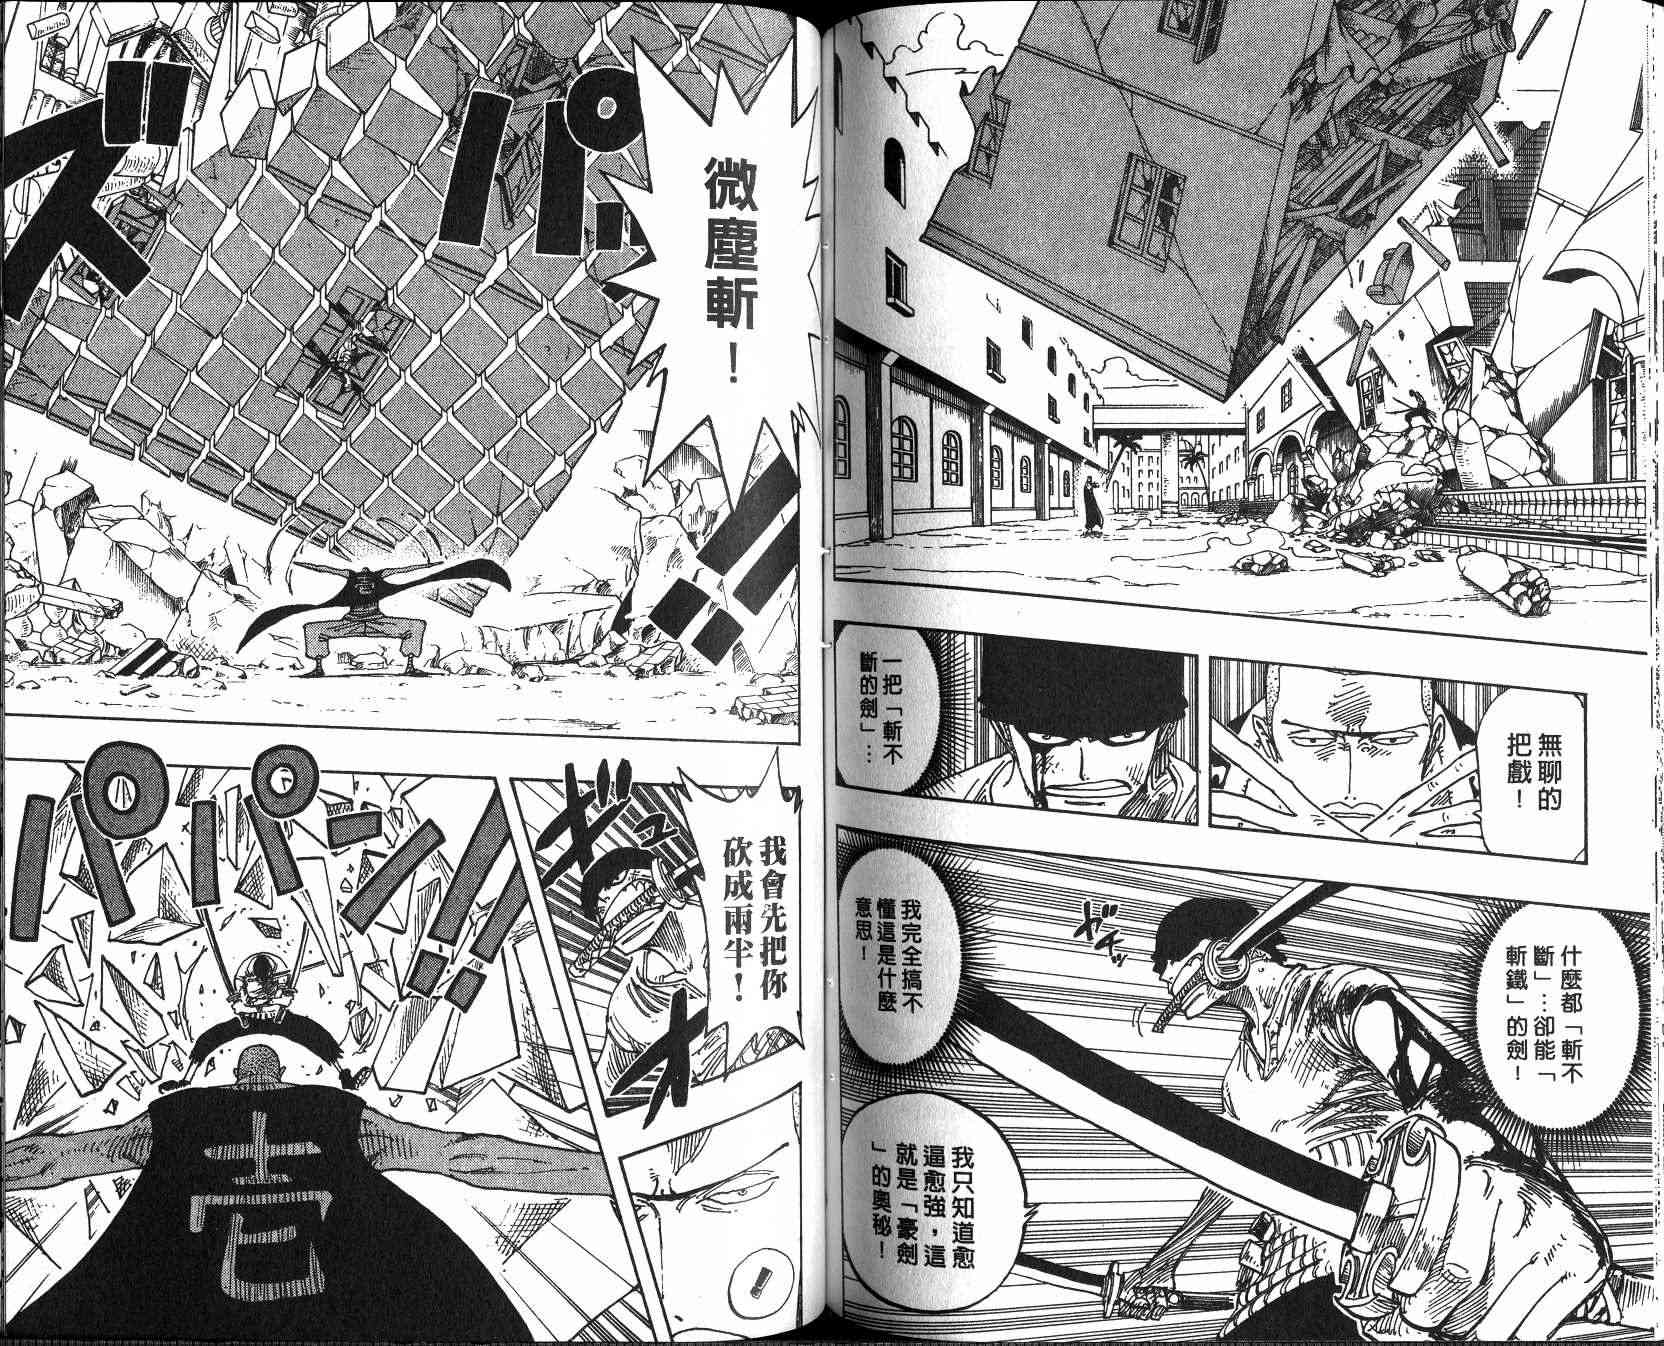 無聊的
把戲！
一把「斬不
斷的劍」…
什麼都「斬不
斷」…卻能「
斬鐵」的劍！
我完全搞不
懂這是什麼
意思！
我只知道愈
逼愈強，這
就是「豪劍
」的奧秘！
ギチッ
微塵斬！
ズパパッ!!
我會先把你
砍成兩半！
パパーン!!
壱
！